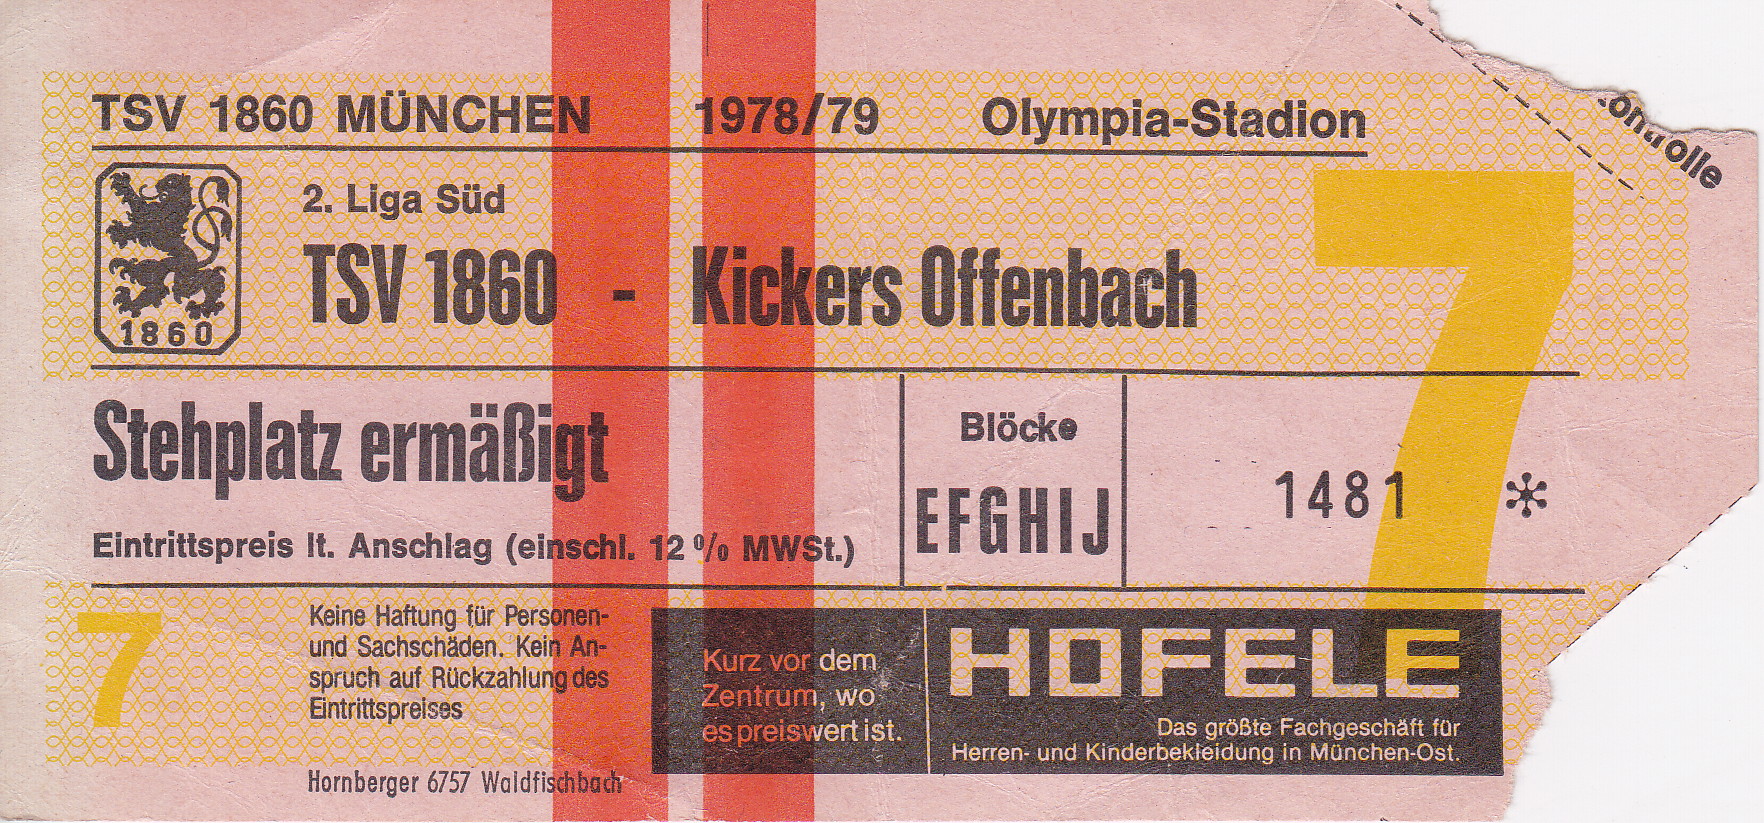 TSV 1860 MÜNCHEN 1978/79 Olympia-Stadion
2. Liga Süd
TSV 1860 - Kickers Offenbach
1860
7
Stehplatz ermäßigt
Eintrittspreis lt. Anschlag (einschl. 12% MWSt.)
Blöcke
EFGHIJ
1481 *
7
Keine Haftung für Personen-
und Sachschäden. Kein An-
spruch auf Rückzahlung des
Eintrittspreises
Hornberger 6757 Waldfischbach
Kurz vor dem
Zentrum, wo
es preiswert ist.
HOFELE
Das größte Fachgeschäft für
Herren- und Kinderbekleidung in München-Ost.